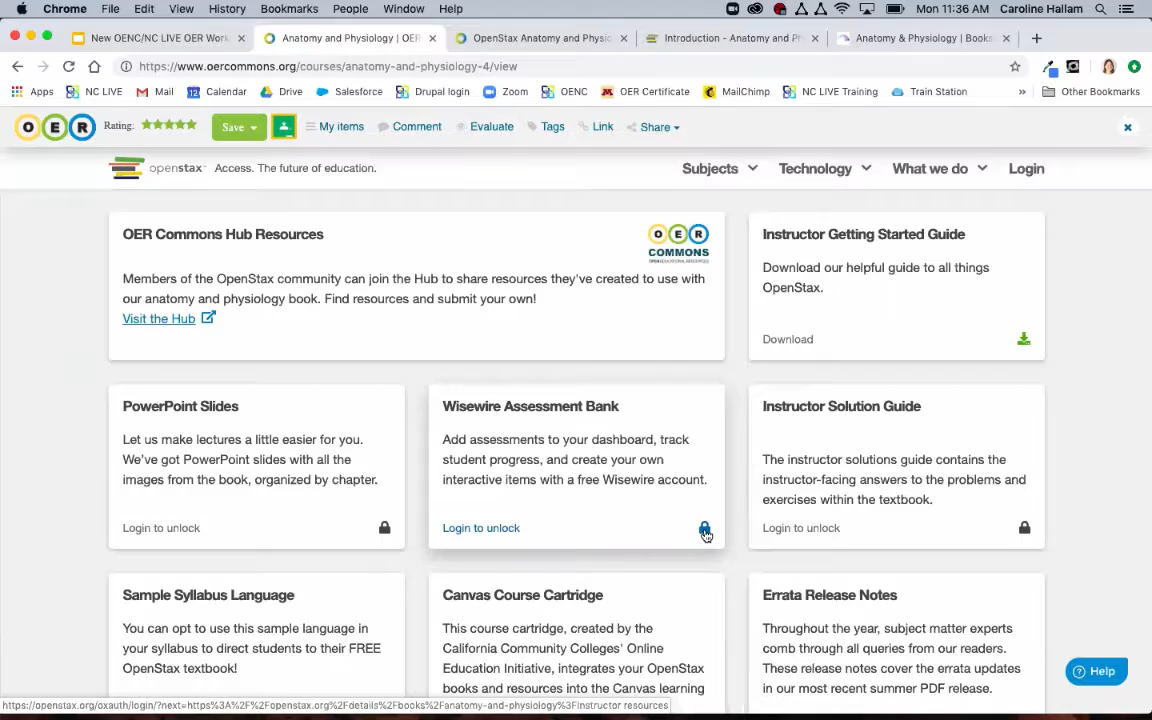 Chrome File Edit View History Bookmarks People Window Help Mon 11:36 AM Caroline Hallam
New OENC/NC LIVE OER Work Anatomy and Physiology | OER OpenStax Anatomy and Physic Introduction - Anatomy and Ph Anatomy & Physiology | Books
https://www.oercommons.org/courses/anatomy-and-physiology-4/view
Apps NC LIVE Mail Calendar Drive Salesforce Drupal login Zoom OENC OER Certificate MailChimp NC LIVE Training Train Station » Other Bookmarks
OER Rating: Save My items Comment Evaluate Tags Link Share
openstax Access. The future of education. Subjects Technology What we do Login
OER Commons Hub Resources
OER
COMMONS
Members of the OpenStax community can join the Hub to share resources they've created to use with
our anatomy and physiology book. Find resources and submit your own!
Visit the Hub
Instructor Getting Started Guide
Download our helpful guide to all things
OpenStax.
Download
PowerPoint Slides
Let us make lectures a little easier for you.
We've got PowerPoint slides with all the
images from the book, organized by chapter.
Login to unlock
Wisewire Assessment Bank
Add assessments to your dashboard, track
student progress, and create your own
interactive items with a free Wisewire account.
Login to unlock
Instructor Solution Guide
The instructor solutions guide contains the
instructor-facing answers to the problems and
exercises within the textbook.
Login to unlock
Sample Syllabus Language
You can opt to use this sample language in
your syllabus to direct students to their FREE
OpenStax textbook!
Canvas Course Cartridge
This course cartridge, created by the
California Community Colleges' Online
Education Initiative, integrates your OpenStax
books and resources into the Canvas learning
Errata Release Notes
Throughout the year, subject matter experts
comb through all queries from our readers.
These release notes cover the errata updates
in our most recent summer PDF release.
Help
https://openstax.org/oxauth/login/?next=https%3A%2F%2Fopenstax.org%2Fdetails%2Fbooks%2Fanatomy-and-physiology%3FInstructor resources